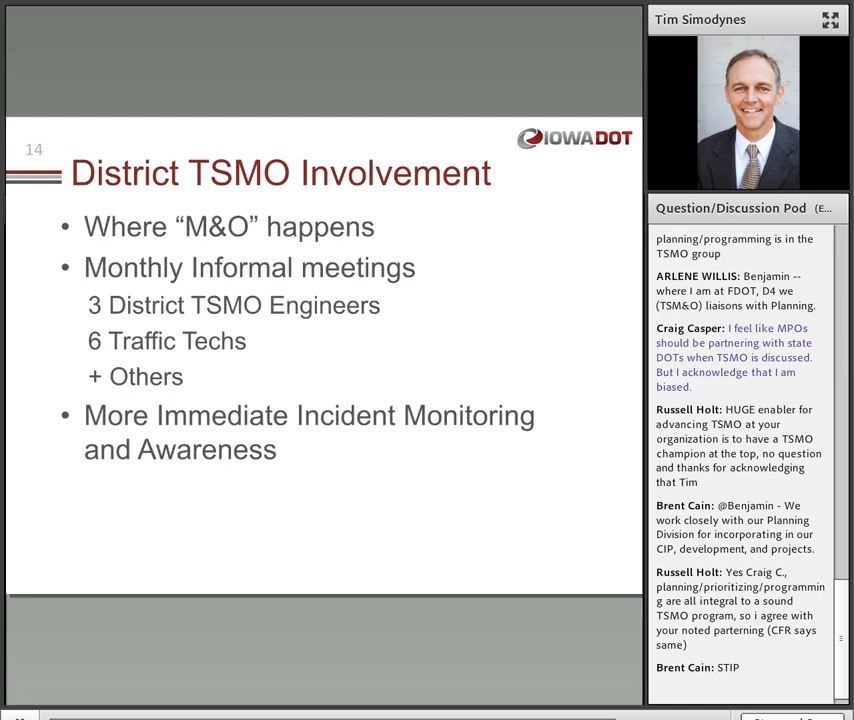 14
IOWADOT
District TSMO Involvement
• Where “M&O” happens
• Monthly Informal meetings
3 District TSMO Engineers
6 Traffic Techs
+ Others
• More Immediate Incident Monitoring
and Awareness
Tim Simodynes
Question/Discussion Pod (E...
planning/programming is in the
TSMO group
ARLENE WILLIS: Benjamin --
where I am at FDOT, D4 we
(TSM&O) liaisons with Planning.
Craig Casper: I feel like MPOs
should be partnering with state
DOTs when TSMO is discussed.
But I acknowledge that I am
biased.
Russell Holt: HUGE enabler for
advancing TSMO at your
organization is to have a TSMO
champion at the top, no question
and thanks for acknowledging
that Tim
Brent Cain: @Benjamin - We
work closely with our Planning
Division for incorporating in our
CIP, development, and projects.
Russell Holt: Yes Craig C.,
planning/prioritizing/programmin
g are all integral to a sound
TSMO program, so i agree with
your noted parterning (CFR says
same)
Brent Cain: STIP